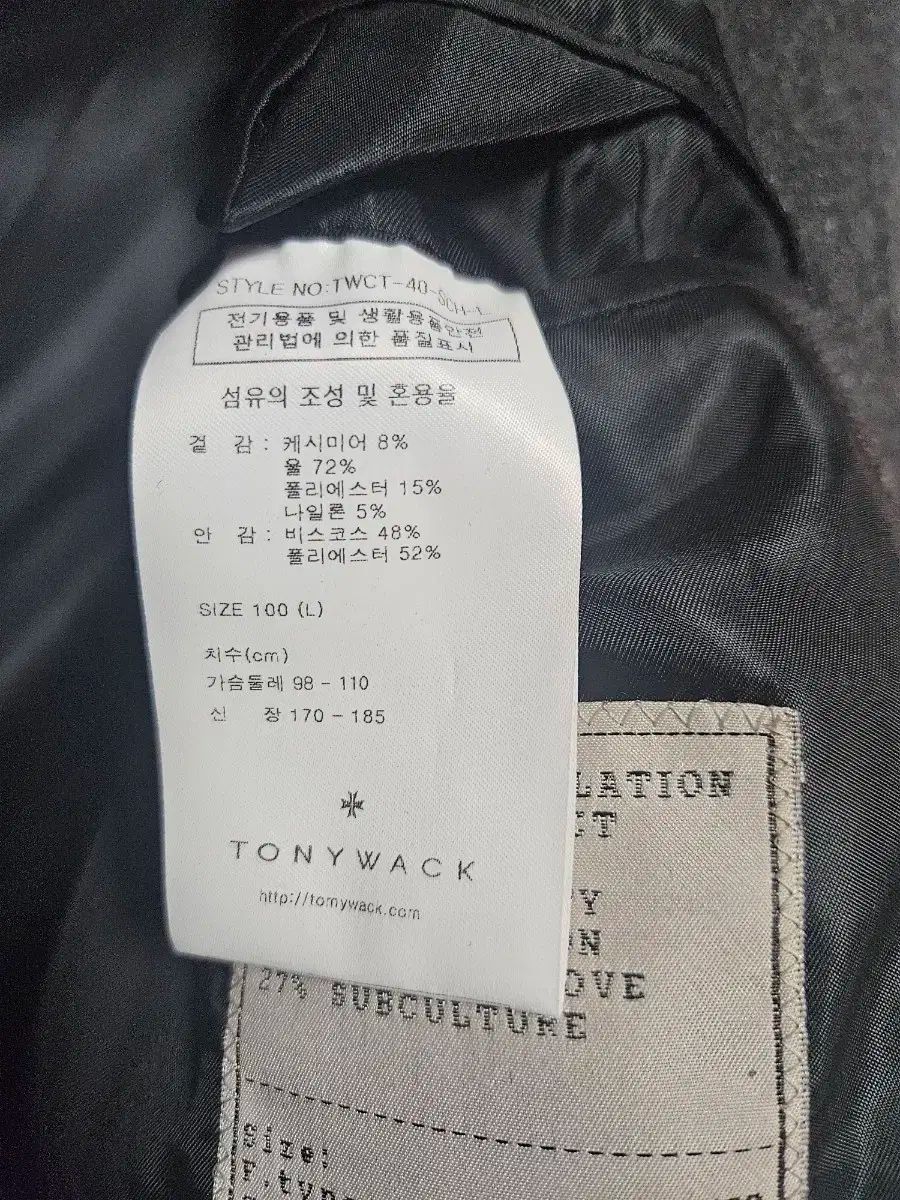 STYLE NO:TWCT-40-SCH-1
전기용품 및 생활용품안전
관리법에 의한 품질표시
섬유의 조성 및 혼용율
겉 감 : 케시미어 8%
울 72%
폴리에스터 15%
나일론 5%
안 감 : 비스코스 48%
폴리에스터 52%
SIZE 100 (L)
치수(cm)
가슴둘레 98 - 110
신 장 170 - 185
TONYWACK
http://tomywack.com
LATION
CT
Y
ON
OVE
27% SUBCULTURE
Size: